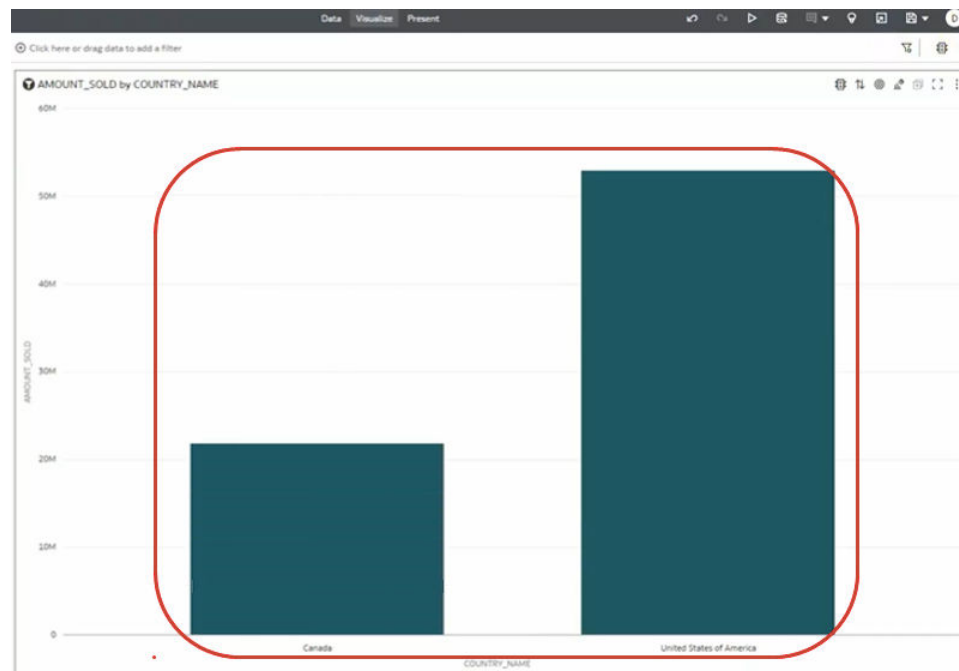 Data Visualize Present
D
Click here or drag data to add a filter
AMOUNT_SOLD by COUNTRY_NAME
60M
50M
40M
30M
20M
10M
0
AMOUNT_SOLD
Canada United States of America
COUNTRY_NAME